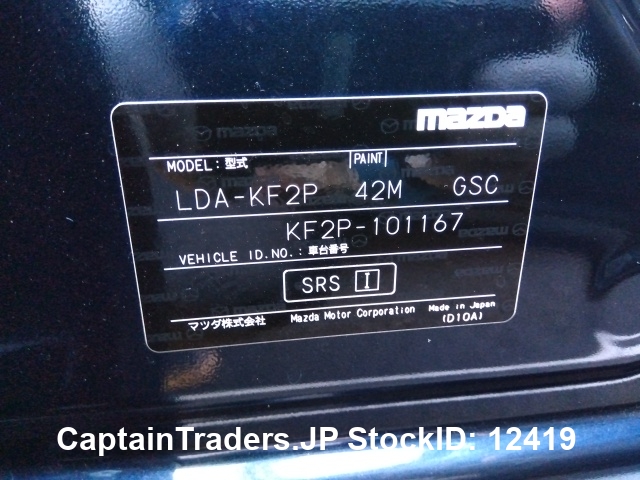 mazda
MODEL: 型式 PAINT
LDA-KF2P 42M GSC
KF2P-101167
VEHICLE ID.NO.: 車台番号
SRS I
マツダ株式会社 Mazda Motor Corporation Made in Japan
(D10A)
CaptainTraders.JP StockID: 12419